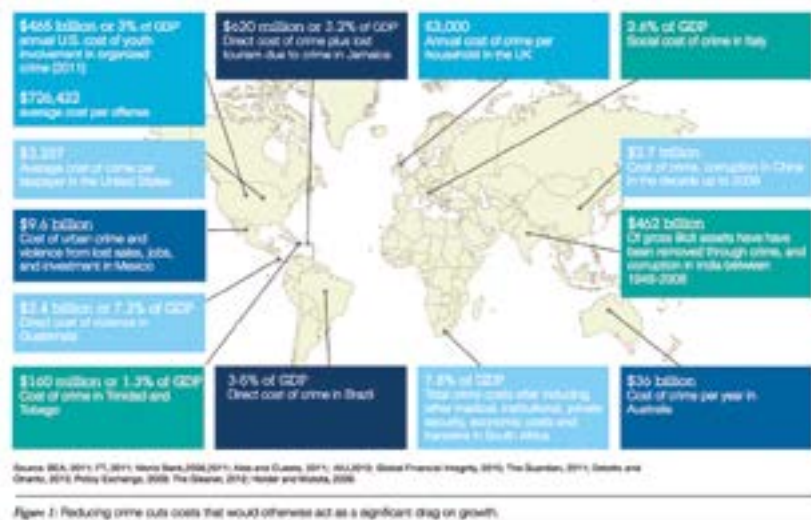 $465 billion or 3% of GDP
annual U.S. cost of youth
involvement in organized
crime (2011)
$726,423
average cost per offense
$620 million or 3.2% of GDP
Direct cost of crime plus lost
tourism due to crime in Jamaica
£3,000
Annual cost of crime per
household in the UK
2.6% of GDP
Social cost of crime in Italy
Average cost of crime per
taxpayer in the United States
$9.6 billion
Cost of urban crime and
violence from lost sales, jobs,
and investment in Mexico
billion or 7.3% of GDP
Direct cost of violence in
Guatemala
$160 million or 1.3% of GDP
Cost of crime in Trinidad and
Tobago
3-5% of GDP
Direct cost of crime in Brazil
7.8% of GDP
Total crime costs after including
other medical, institutional, private
security, economic costs and
transfers in South Africa
$36 billion
Cost of crime per year in
Australia
trillion
Cost of crime, corruption in China
in the decade up to
$462 billion
Of gross illicit assets have have
been removed through crime, and
corruption in India between
1948-2008
Figure 1: Reducing crime cuts costs that would otherwise act as a significant drag on growth.